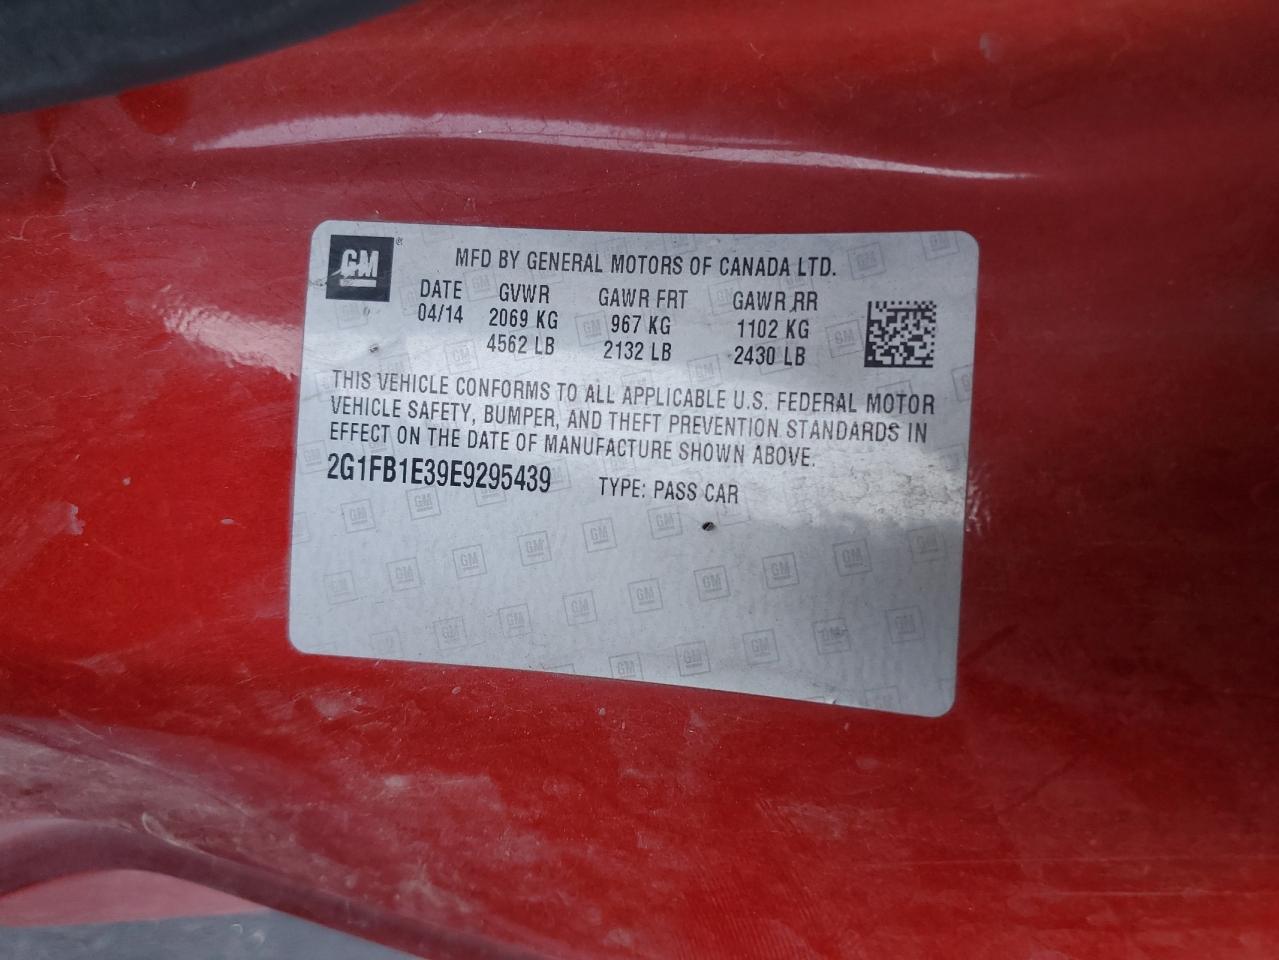 GM
MFD BY GENERAL MOTORS OF CANADA LTD.
DATE GVWR GAWR FRT GAWR RR
04/14 2069 KG 967 KG 1102 KG
4562 LB 2132 LB 2430 LB
THIS VEHICLE CONFORMS TO ALL APPLICABLE U.S. FEDERAL MOTOR
VEHICLE SAFETY, BUMPER, AND THEFT PREVENTION STANDARDS IN
EFFECT ON THE DATE OF MANUFACTURE SHOWN ABOVE.
2G1FB1E39E9295439 TYPE: PASS CAR